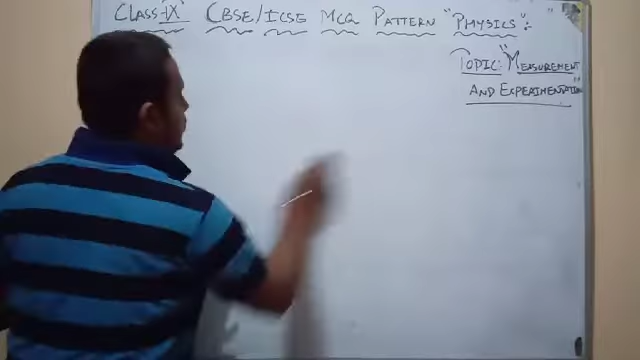 CLASS-IX CBSE/ICSE MCQ PATTERN "PHYSICS":
TOPIC: "MEASUREMENT
AND EXPERIMENTATION"